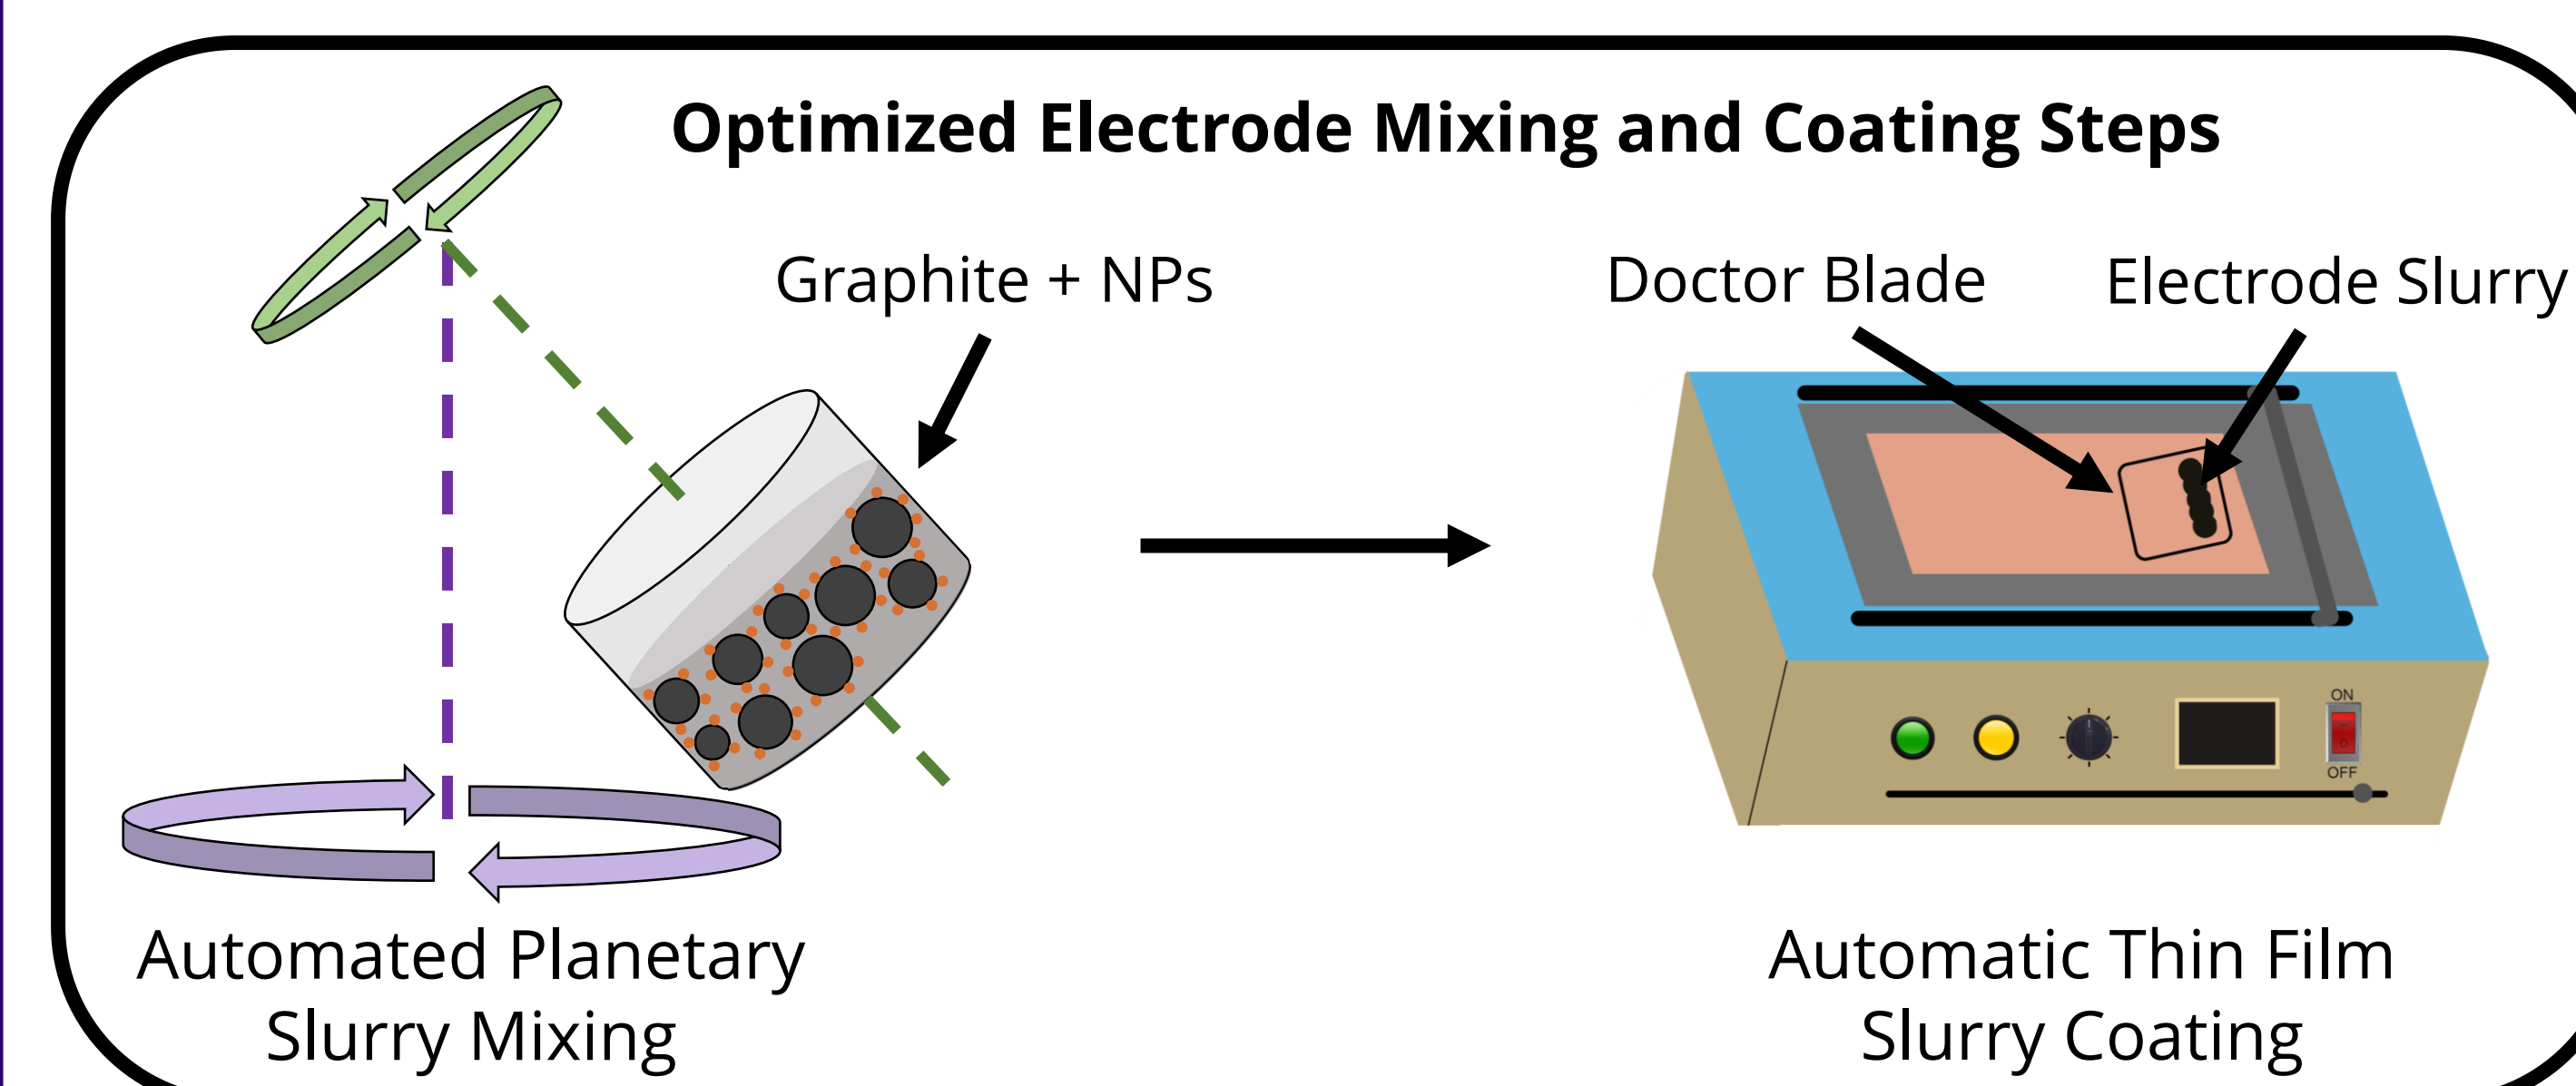 Optimized Electrode Mixing and Coating Steps
Graphite + NPs
Doctor Blade
Electrode Slurry
ON
OFF
Automated Planetary
Slurry Mixing
Automatic Thin Film
Slurry Coating